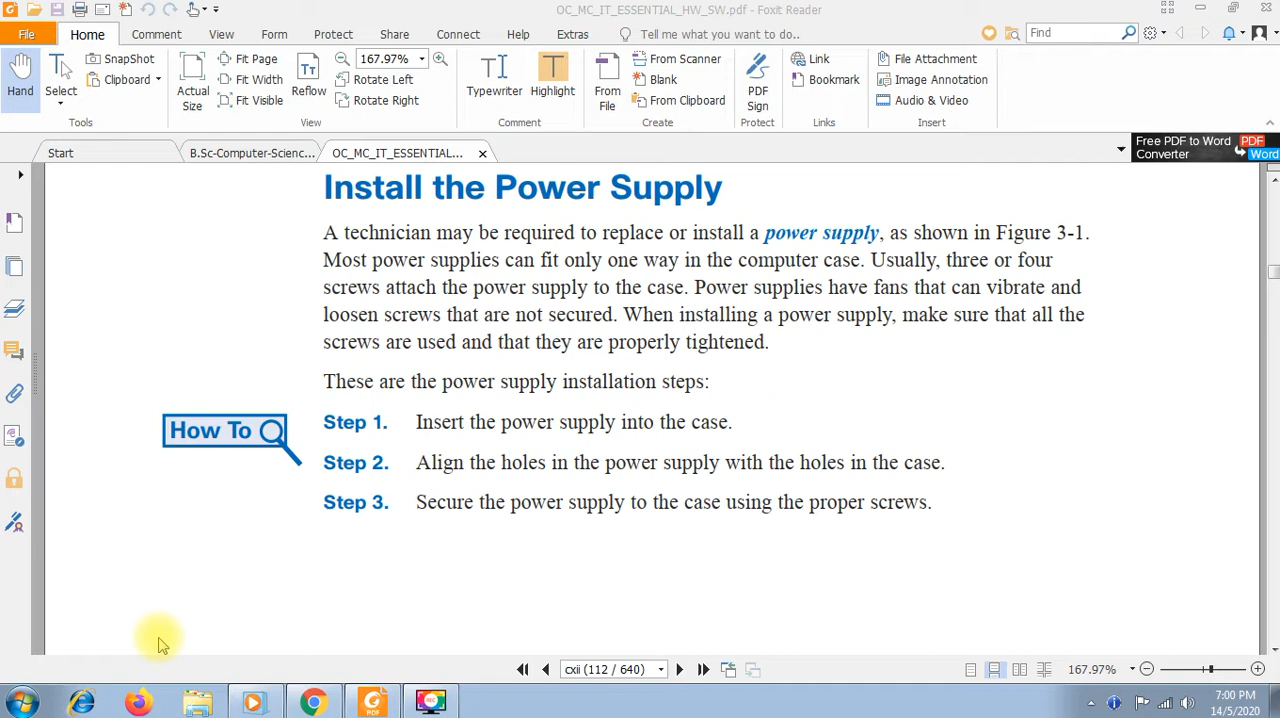 OC_MC_IT_ESSENTIAL_HW_SW.pdf - Foxit Reader
File Home Comment View Form Protect Share Connect Help Extras Tell me what you want to do.. Find
Hand
Select
SnapShot
Clipboard
Actual Size
Fit Page
Fit Width
Fit Visible
Reflow
167.97%
Rotate Left
Rotate Right
Typewriter
Highlight
From File
From Scanner
Blank
From Clipboard
PDF Sign
Link
Bookmark
File Attachment
Image Annotation
Audio & Video
Tools View Comment Create Protect Links Insert
Start B.Sc-Computer-Scienc... OC_MC_IT_ESSENTIAL...
Free PDF to Word Converter
PDF
Word
Install the Power Supply
A technician may be required to replace or install a power supply, as shown in Figure 3-1.
Most power supplies can fit only one way in the computer case. Usually, three or four
screws attach the power supply to the case. Power supplies have fans that can vibrate and
loosen screws that are not secured. When installing a power supply, make sure that all the
screws are used and that they are properly tightened.
These are the power supply installation steps:
How To
Step 1. Insert the power supply into the case.
Step 2. Align the holes in the power supply with the holes in the case.
Step 3. Secure the power supply to the case using the proper screws.
cxii (112 / 640) 167.97%
PDF
REC
7:00 PM
14/5/2020